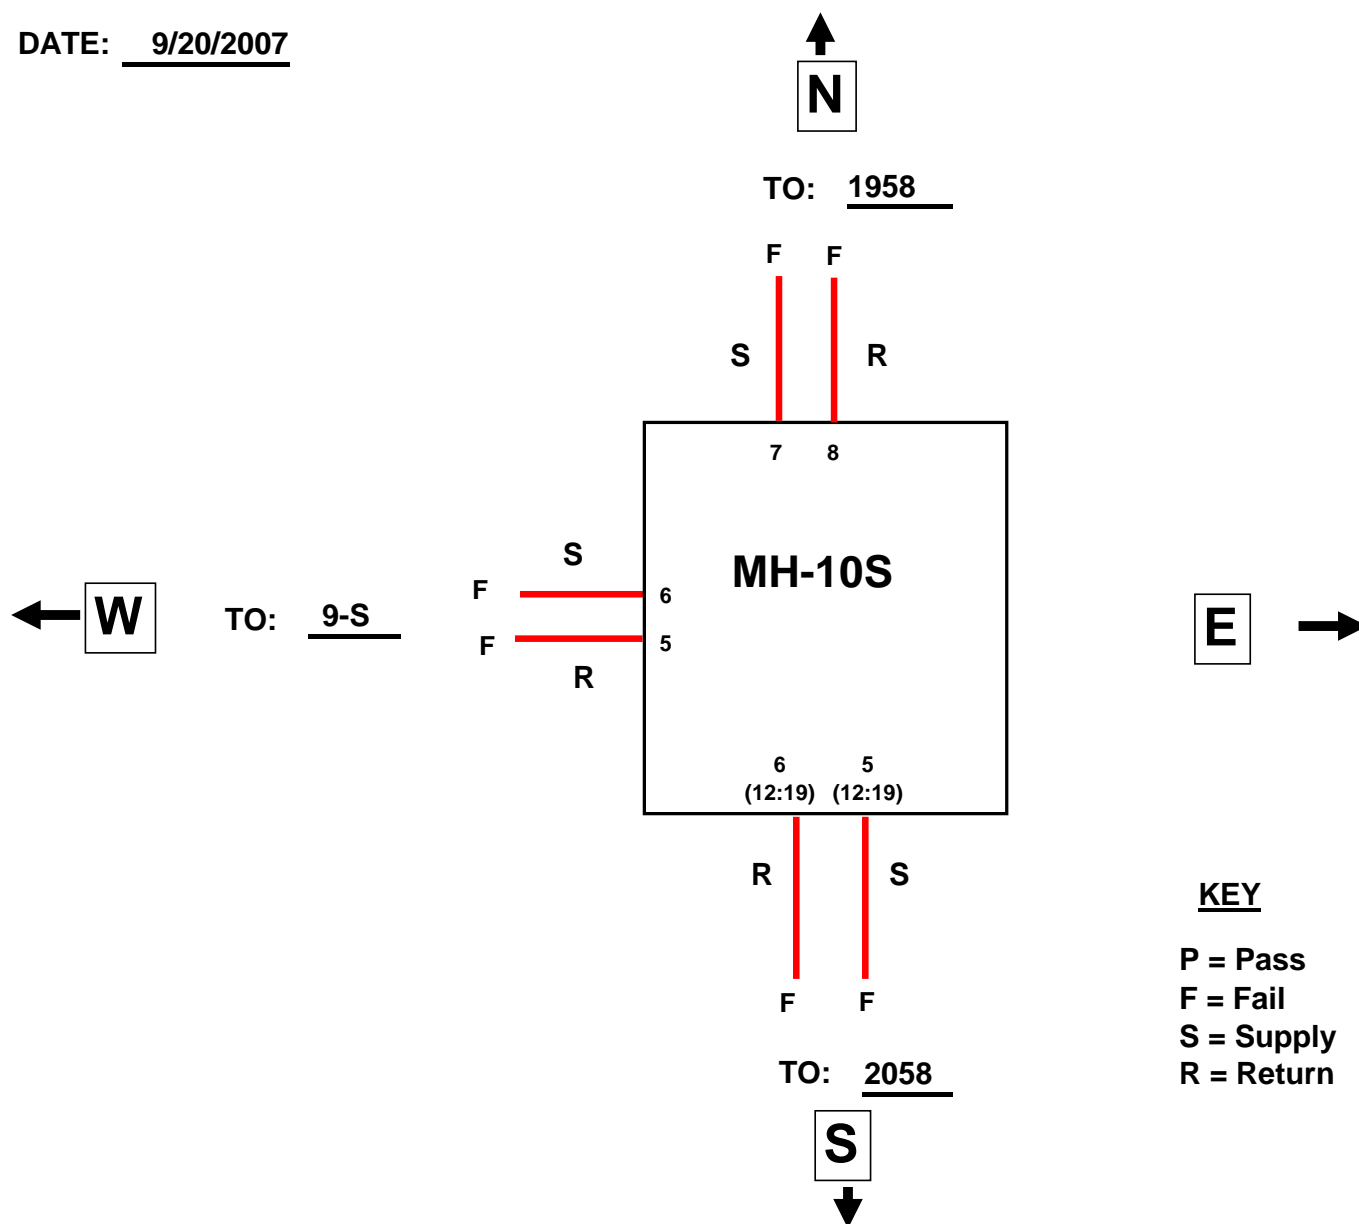 DATE: 9/20/2007
N
TO: 1958
F F
S R
7 8
MH-10S
S
F 6
W TO: 9-S E
F 5
R
6 5
(12:19) (12:19)
R S
KEY
P = Pass
F = Fail
F F
S = Supply
TO: 2058
R = Return
S